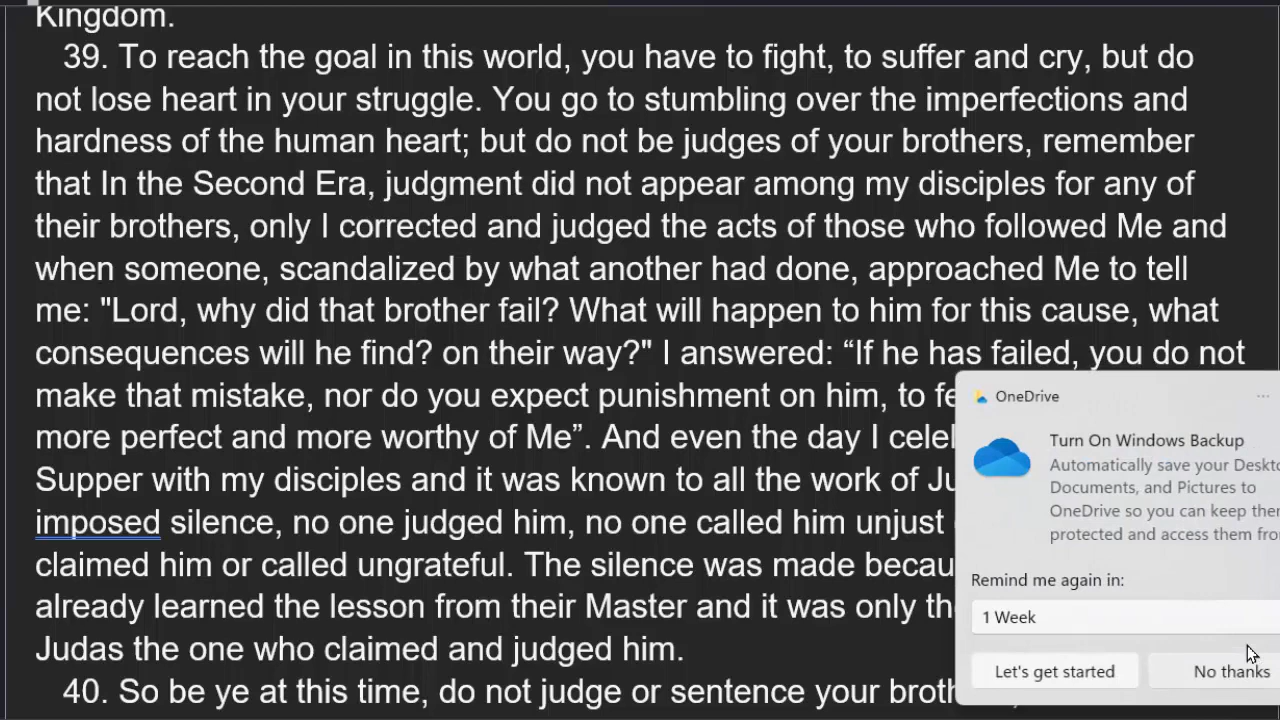 Kingdom.
39. To reach the goal in this world, you have to fight, to suffer and cry, but do
not lose heart in your struggle. You go to stumbling over the imperfections and
hardness of the human heart; but do not be judges of your brothers, remember
that In the Second Era, judgment did not appear among my disciples for any of
their brothers, only I corrected and judged the acts of those who followed Me and
when someone, scandalized by what another had done, approached Me to tell
me: "Lord, why did that brother fail? What will happen to him for this cause, what
consequences will he find? on their way?" I answered: “If he has failed, you do not
make that mistake, nor do you expect punishment on him, to
more perfect and more worthy of Me”. And even the day I
Supper with my disciples and it was known to all the work of
imposed silence, no one judged him, no one called him unjust
claimed him or called ungrateful. The silence was made
already learned the lesson from their Master and it was only
Judas the one who claimed and judged him.
40. So be ye at this time, do not judge or sentence your
OneDrive
Turn On Windows Backup
Automatically save your
Documents, and Pictures to
OneDrive so you can keep
protected and access them
Remind me again in:
1 Week
Let's get started
No thanks